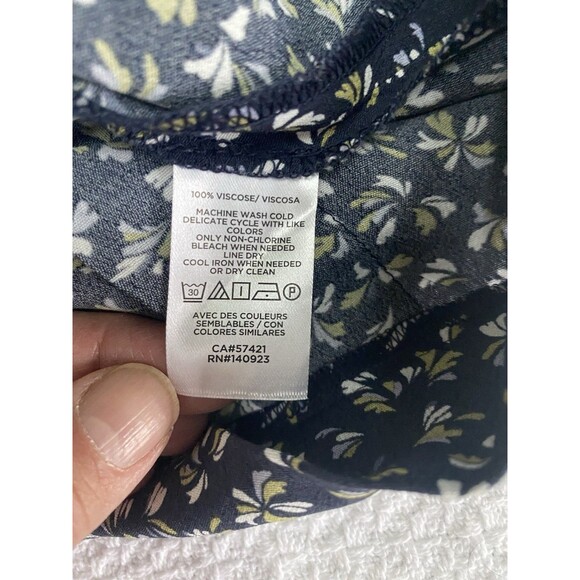 100% VISCOSE/ VISCOSA
MACHINE WASH COLD
DELICATE CYCLE WITH LIKE
COLORS
ONLY NON-CHLORINE
BLEACH WHEN NEEDED
LINE DRY
COOL IRON WHEN NEEDED
OR DRY CLEAN
30 P
AVEC DES COULEURS
SEMBLABLES / CON
COLORES SIMILARES
CA#57421
RN#140923